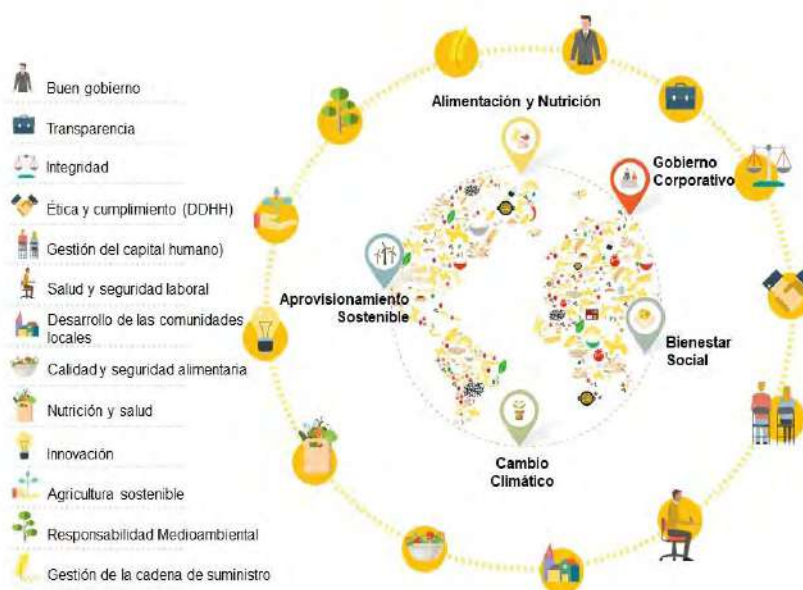 Buen gobierno
Transparencia
Integridad
Ética y cumplimiento (DDHH)
Gestión del capital humano)
Salud y seguridad laboral
Desarrollo de las comunidades
locales
Calidad y seguridad alimentaria
Nutrición y salud
Innovación
Agricultura sostenible
Responsabilidad Medioambiental
Gestión de la cadena de suministro
Alimentación y Nutrición
Gobierno
Corporativo
Aprovisionamiento
Sostenible
Bienestar
Social
Cambio
Climático